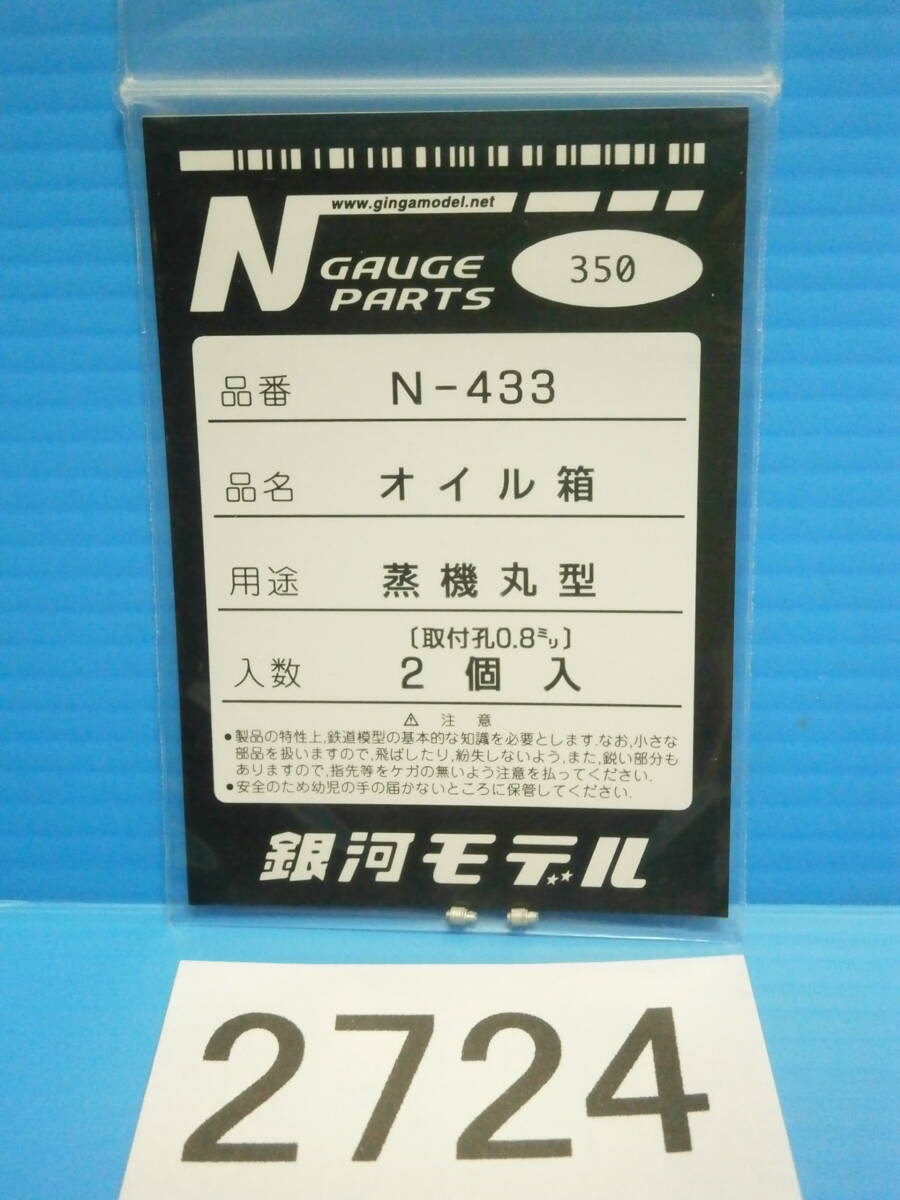 www.gingamodel.net
N GAUGE PARTS
350
品番 N-433
品名 オイル箱
用途 蒸機丸型
〔取付孔0.8㍉〕
入数 2個入
⚠ 注意
●製品の特性上,鉄道模型の基本的な知識を必要とします.なお,小さな
部品を扱いますので,飛ばしたり,紛失しないよう,また,鋭い部分も
ありますので,指先等をケガの無いよう注意を払ってください.
●安全のため幼児の手の届かないところに保管してください.
銀河モデル
2724